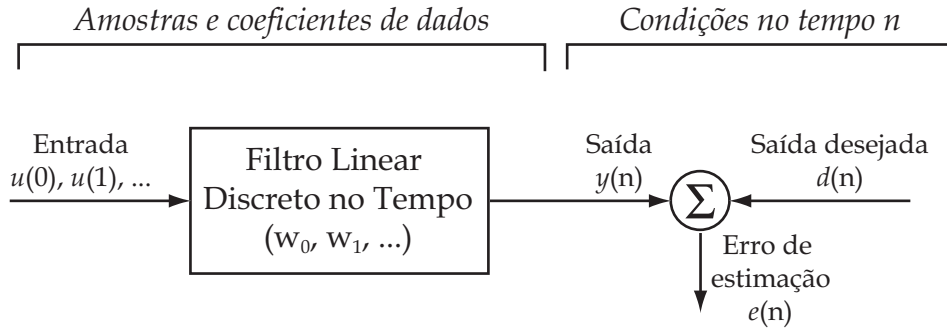 Amostras e coeficientes de dados
Condições no tempo n
Entrada
u(0), u(1), ...
Filtro Linear
Discreto no Tempo
(w₀, w₁, ...)
Saída
y(n)
Σ
Saída desejada
d(n)
Erro de
estimação
e(n)